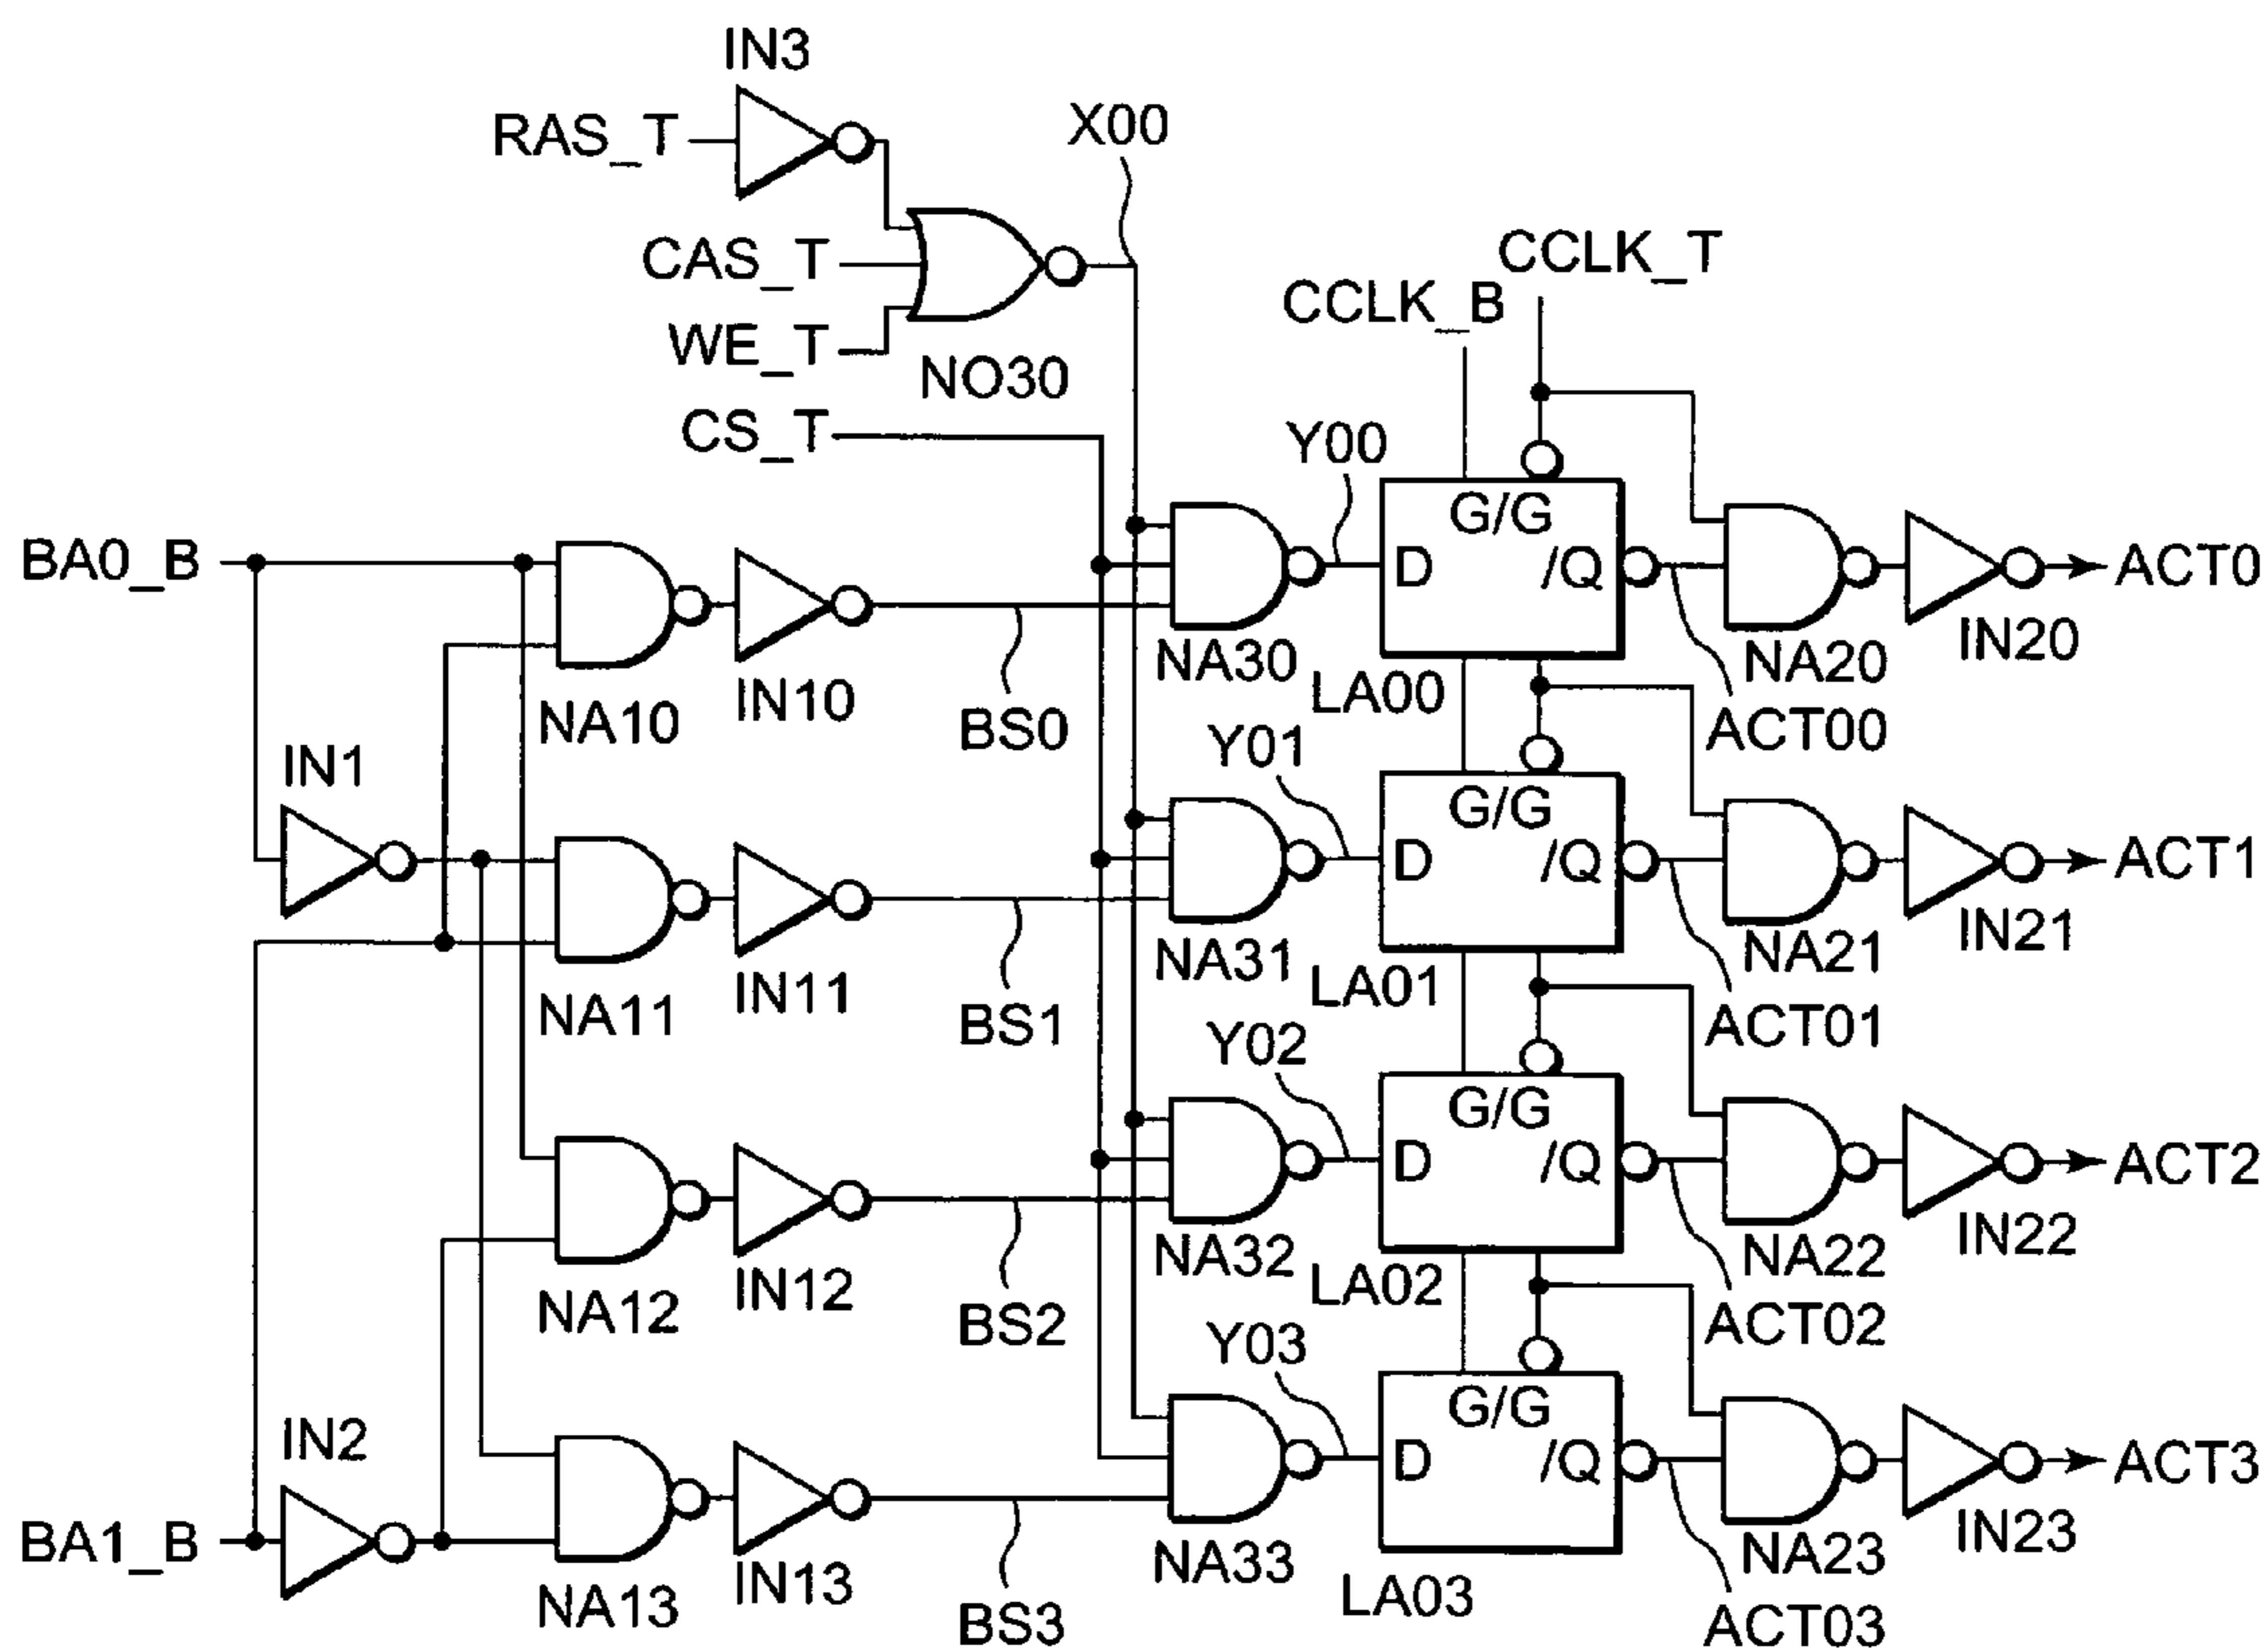 IN3
RAS_T
X00
CAS_T
CCLK_T
CCLK_B
WE_T
NO30
CS_T
Y00
G/G
BA0_B
D
/Q
ACT0
NA30
IN20
NA20
LA00
IN10
NA10
BS0
ACT00
Y01
IN1
G/G
D
/Q
ACT1
NA31
IN21
NA21
LA01
IN11
NA11
BS1
ACT01
Y02
G/G
D
/Q
ACT2
NA32
IN22
NA22
LA02
IN12
NA12
BS2
ACT02
Y03
G/G
IN2
D
/Q
ACT3
BA1_B
IN23
NA23
NA33
IN13
LA03
NA13
BS3
ACT03